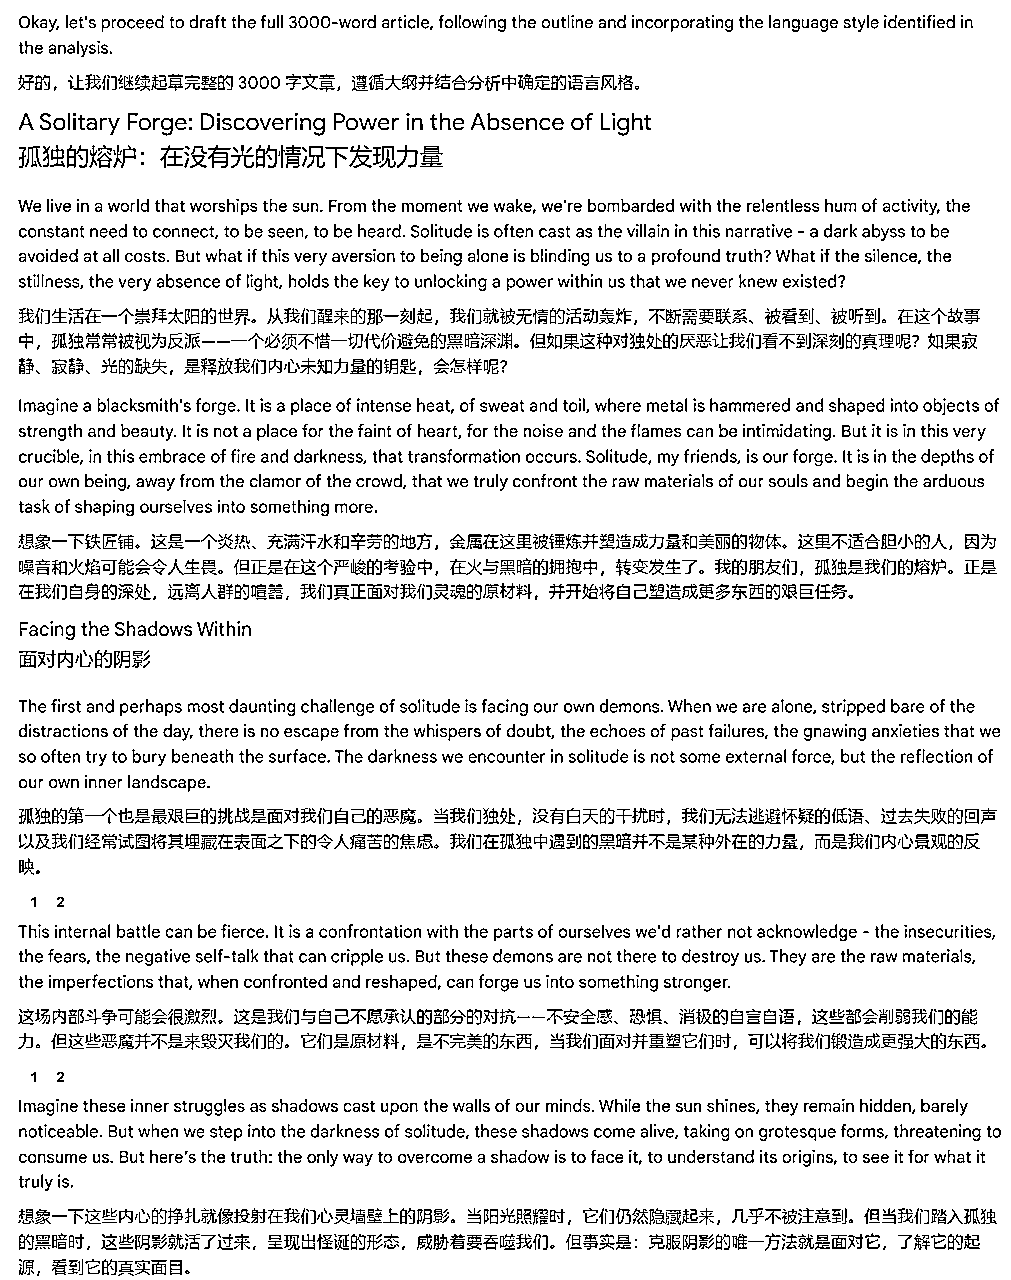 Okay, let's proceed to draft the full 3000-word article, following the outline and incorporating the language style identified in
the analysis.
好的，让我们继续起草完整的 3000 字文章，遵循大纲并结合分析中确定的语言风格。
A Solitary Forge: Discovering Power in the Absence of Light
孤独的熔炉：在没有光的情况下发现力量
We live in a world that worships the sun. From the moment we wake, we're bombarded with the relentless hum of activity, the
constant need to connect, to be seen, to be heard. Solitude is often cast as the villain in this narrative - a dark abyss to be
avoided at all costs. But what if this very aversion to being alone is blinding us to a profound truth? What if the silence, the
stillness, the very absence of light, holds the key to unlocking a power within us that we never knew existed?
我们生活在一个崇拜太阳的世界。从我们醒来的那一刻起，我们就被无情的活动轰炸，不断需要联系、被看到、被听到。在这个故事
中，孤独常常被视为反派——一个必须不惜一切代价避免的黑暗深渊。但如果这种对独处的厌恶让我们看不到深刻的真理呢？如果寂
静、寂静、光的缺失，是释放我们内心未知力量的钥匙，会怎样呢？
Imagine a blacksmith's forge. It is a place of intense heat, of sweat and toil, where metal is hammered and shaped into objects of
strength and beauty. It is not a place for the faint of heart, for the noise and the flames can be intimidating. But it is in this very
crucible, in this embrace of fire and darkness, that transformation occurs. Solitude, my friends, is our forge. It is in the depths of
our own being, away from the clamor of the crowd, that we truly confront the raw materials of our souls and begin the arduous
task of shaping ourselves into something more.
想象一下铁匠铺。这是一个炎热、充满汗水和辛劳的地方，金属在这里被锤炼并塑造成力量和美丽的物体。这里不适合胆小的人，因为
噪音和火焰可能会令人生畏。但正是在这个严峻的考验中，在火与黑暗的拥抱中，转变发生了。我的朋友们，孤独是我们的熔炉。正是
在我们自身的深处，远离人群的喧嚣，我们真正面对我们灵魂的原材料，并开始将自己塑造成更多东西的艰巨任务。
Facing the Shadows Within
面对内心的阴影
The first and perhaps most daunting challenge of solitude is facing our own demons. When we are alone, stripped bare of the
distractions of the day, there is no escape from the whispers of doubt, the echoes of past failures, the gnawing anxieties that we
so often try to bury beneath the surface. The darkness we encounter in solitude is not some external force, but the reflection of
our own inner landscape.
孤独的第一个也是最艰巨的挑战是面对我们自己的恶魔。当我们独处，没有白天的干扰时，我们无法逃避怀疑的低语、过去失败的回声
以及我们经常试图将其埋藏在表面之下的令人痛苦的焦虑。我们在孤独中遇到的黑暗并不是某种外在的力量，而是我们内心景观的反
映。
1 2
This internal battle can be fierce. It is a confrontation with the parts of ourselves we'd rather not acknowledge - the insecurities,
the fears, the negative self-talk that can cripple us. But these demons are not there to destroy us. They are the raw materials,
the imperfections that, when confronted and reshaped, can forge us into something stronger.
这场内部斗争可能会很激烈。这是我们与自己不愿承认的部分的对抗——不安全感、恐惧、消极的自言自语，这些都会削弱我们的能
力。但这些恶魔并不是来毁灭我们的。它们是原材料，是不完美的东西，当我们面对并重塑它们时，可以将我们锻造成更强大的东西。
1 2
Imagine these inner struggles as shadows cast upon the walls of our minds. While the sun shines, they remain hidden, barely
noticeable. But when we step into the darkness of solitude, these shadows come alive, taking on grotesque forms, threatening to
consume us. But here's the truth: the only way to overcome a shadow is to face it, to understand its origins, to see it for what it
truly is.
想象一下这些内心的挣扎就像投射在我们心灵墙壁上的阴影。当阳光照耀时，它们仍然隐藏起来，几乎不被注意到。但当我们踏入孤独
的黑暗时，这些阴影就活了过来，呈现出怪诞的形态，威胁着要吞噬我们。但事实是：克服阴影的唯一方法就是面对它，了解它的起
源，看到它的真实面目。